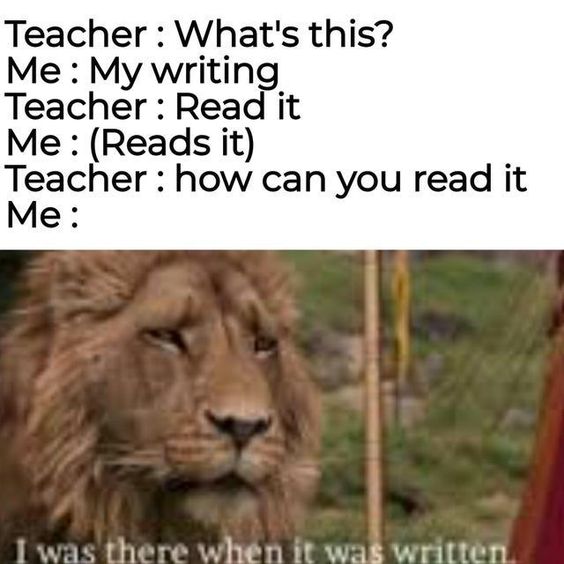 Teacher : What's this?
Me : My writing
Teacher : Read it
Me : (Reads it)
Teacher : how can you read it
Me :
I was there when it was written.